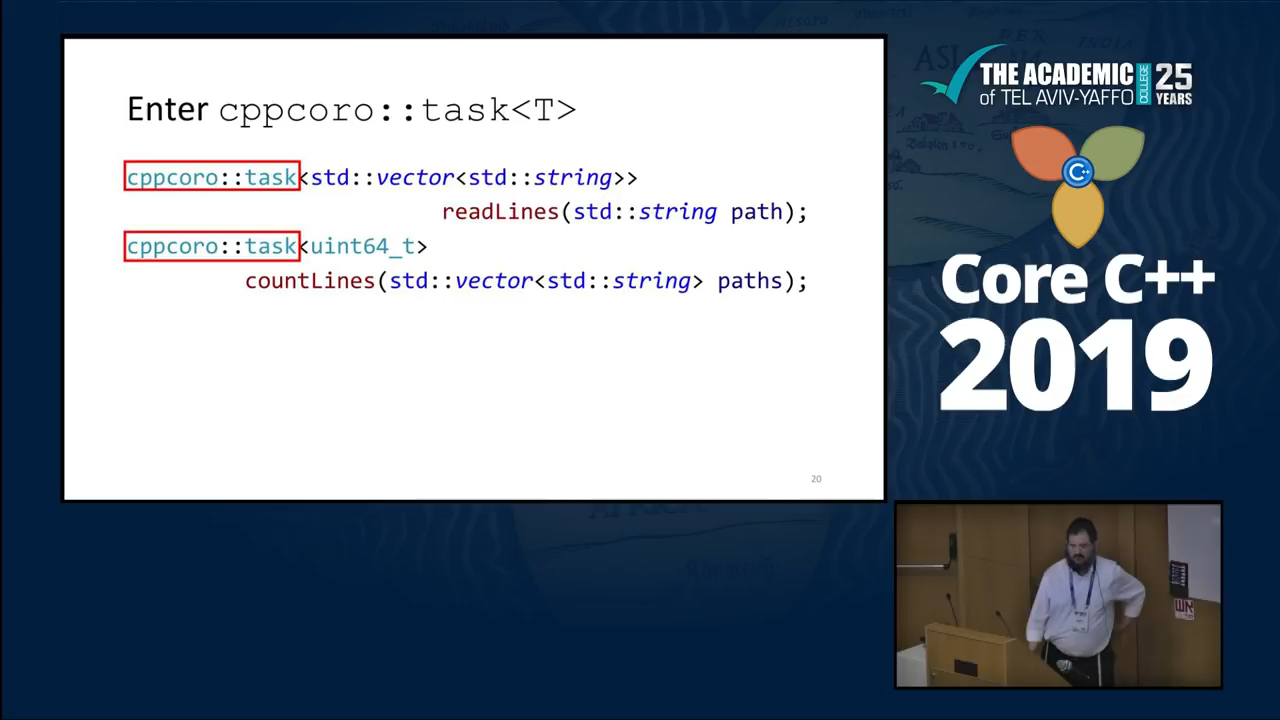 Enter cppcoro::task<T>
cppcoro::task<std::vector<std::string>>
readLines(std::string path);
cppcoro::task<uint64_t>
countLines(std::vector<std::string> paths);
20
THE ACADEMIC
of TEL AVIV-YAFFO
COLLEGE
25
YEARS
C++
Core C++
2019